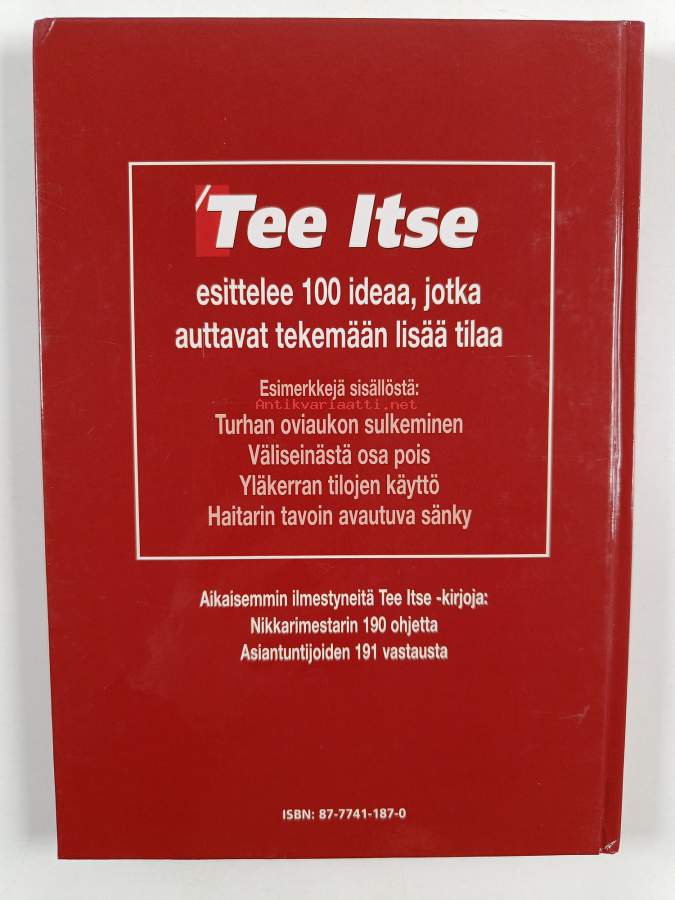 Tee Itse
esittelee 100 ideaa, jotka
auttavat tekemään lisää tilaa
Esimerkkejä sisällöstä:
Antikvariaatti.net
Turhan oviaukon sulkeminen
Väliseinästä osa pois
Yläkerran tilojen käyttö
Haitarin tavoin avautuva sänky
Aikaisemmin ilmestyneitä Tee Itse -kirjoja:
Nikkarimestarin 190 ohjetta
Asiantuntijoiden 191 vastausta
ISBN: 87-7741-187-0